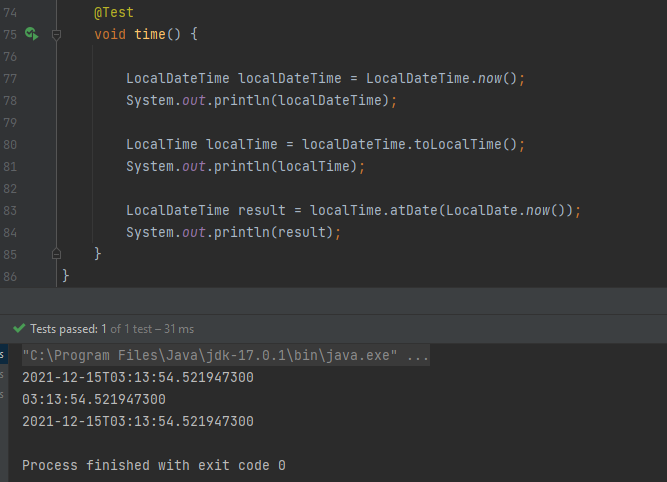 74 @Test
75 void time() {
76
77 LocalDateTime localDateTime = LocalDateTime.now();
78 System.out.println(localDateTime);
79
80 LocalTime localTime = localDateTime.toLocalTime();
81 System.out.println(localTime);
82
83 LocalDateTime result = localTime.atDate(LocalDate.now());
84 System.out.println(result);
85 }
86 }
Tests passed: 1 of 1 test – 31 ms
s "C:\Program Files\Java\jdk-17.0.1\bin\java.exe" ...
s 2021-12-15T03:13:54.521947300
s 03:13:54.521947300
2021-12-15T03:13:54.521947300
Process finished with exit code 0